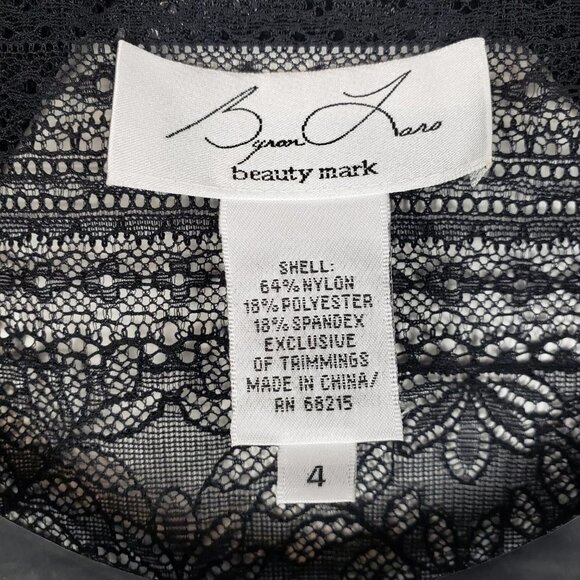 Byron Lars
beauty mark
SHELL:
64% NYLON
18% POLYESTER
18% SPANDEX
EXCLUSIVE
OF TRIMMINGS
MADE IN CHINA/
RN 68215
4